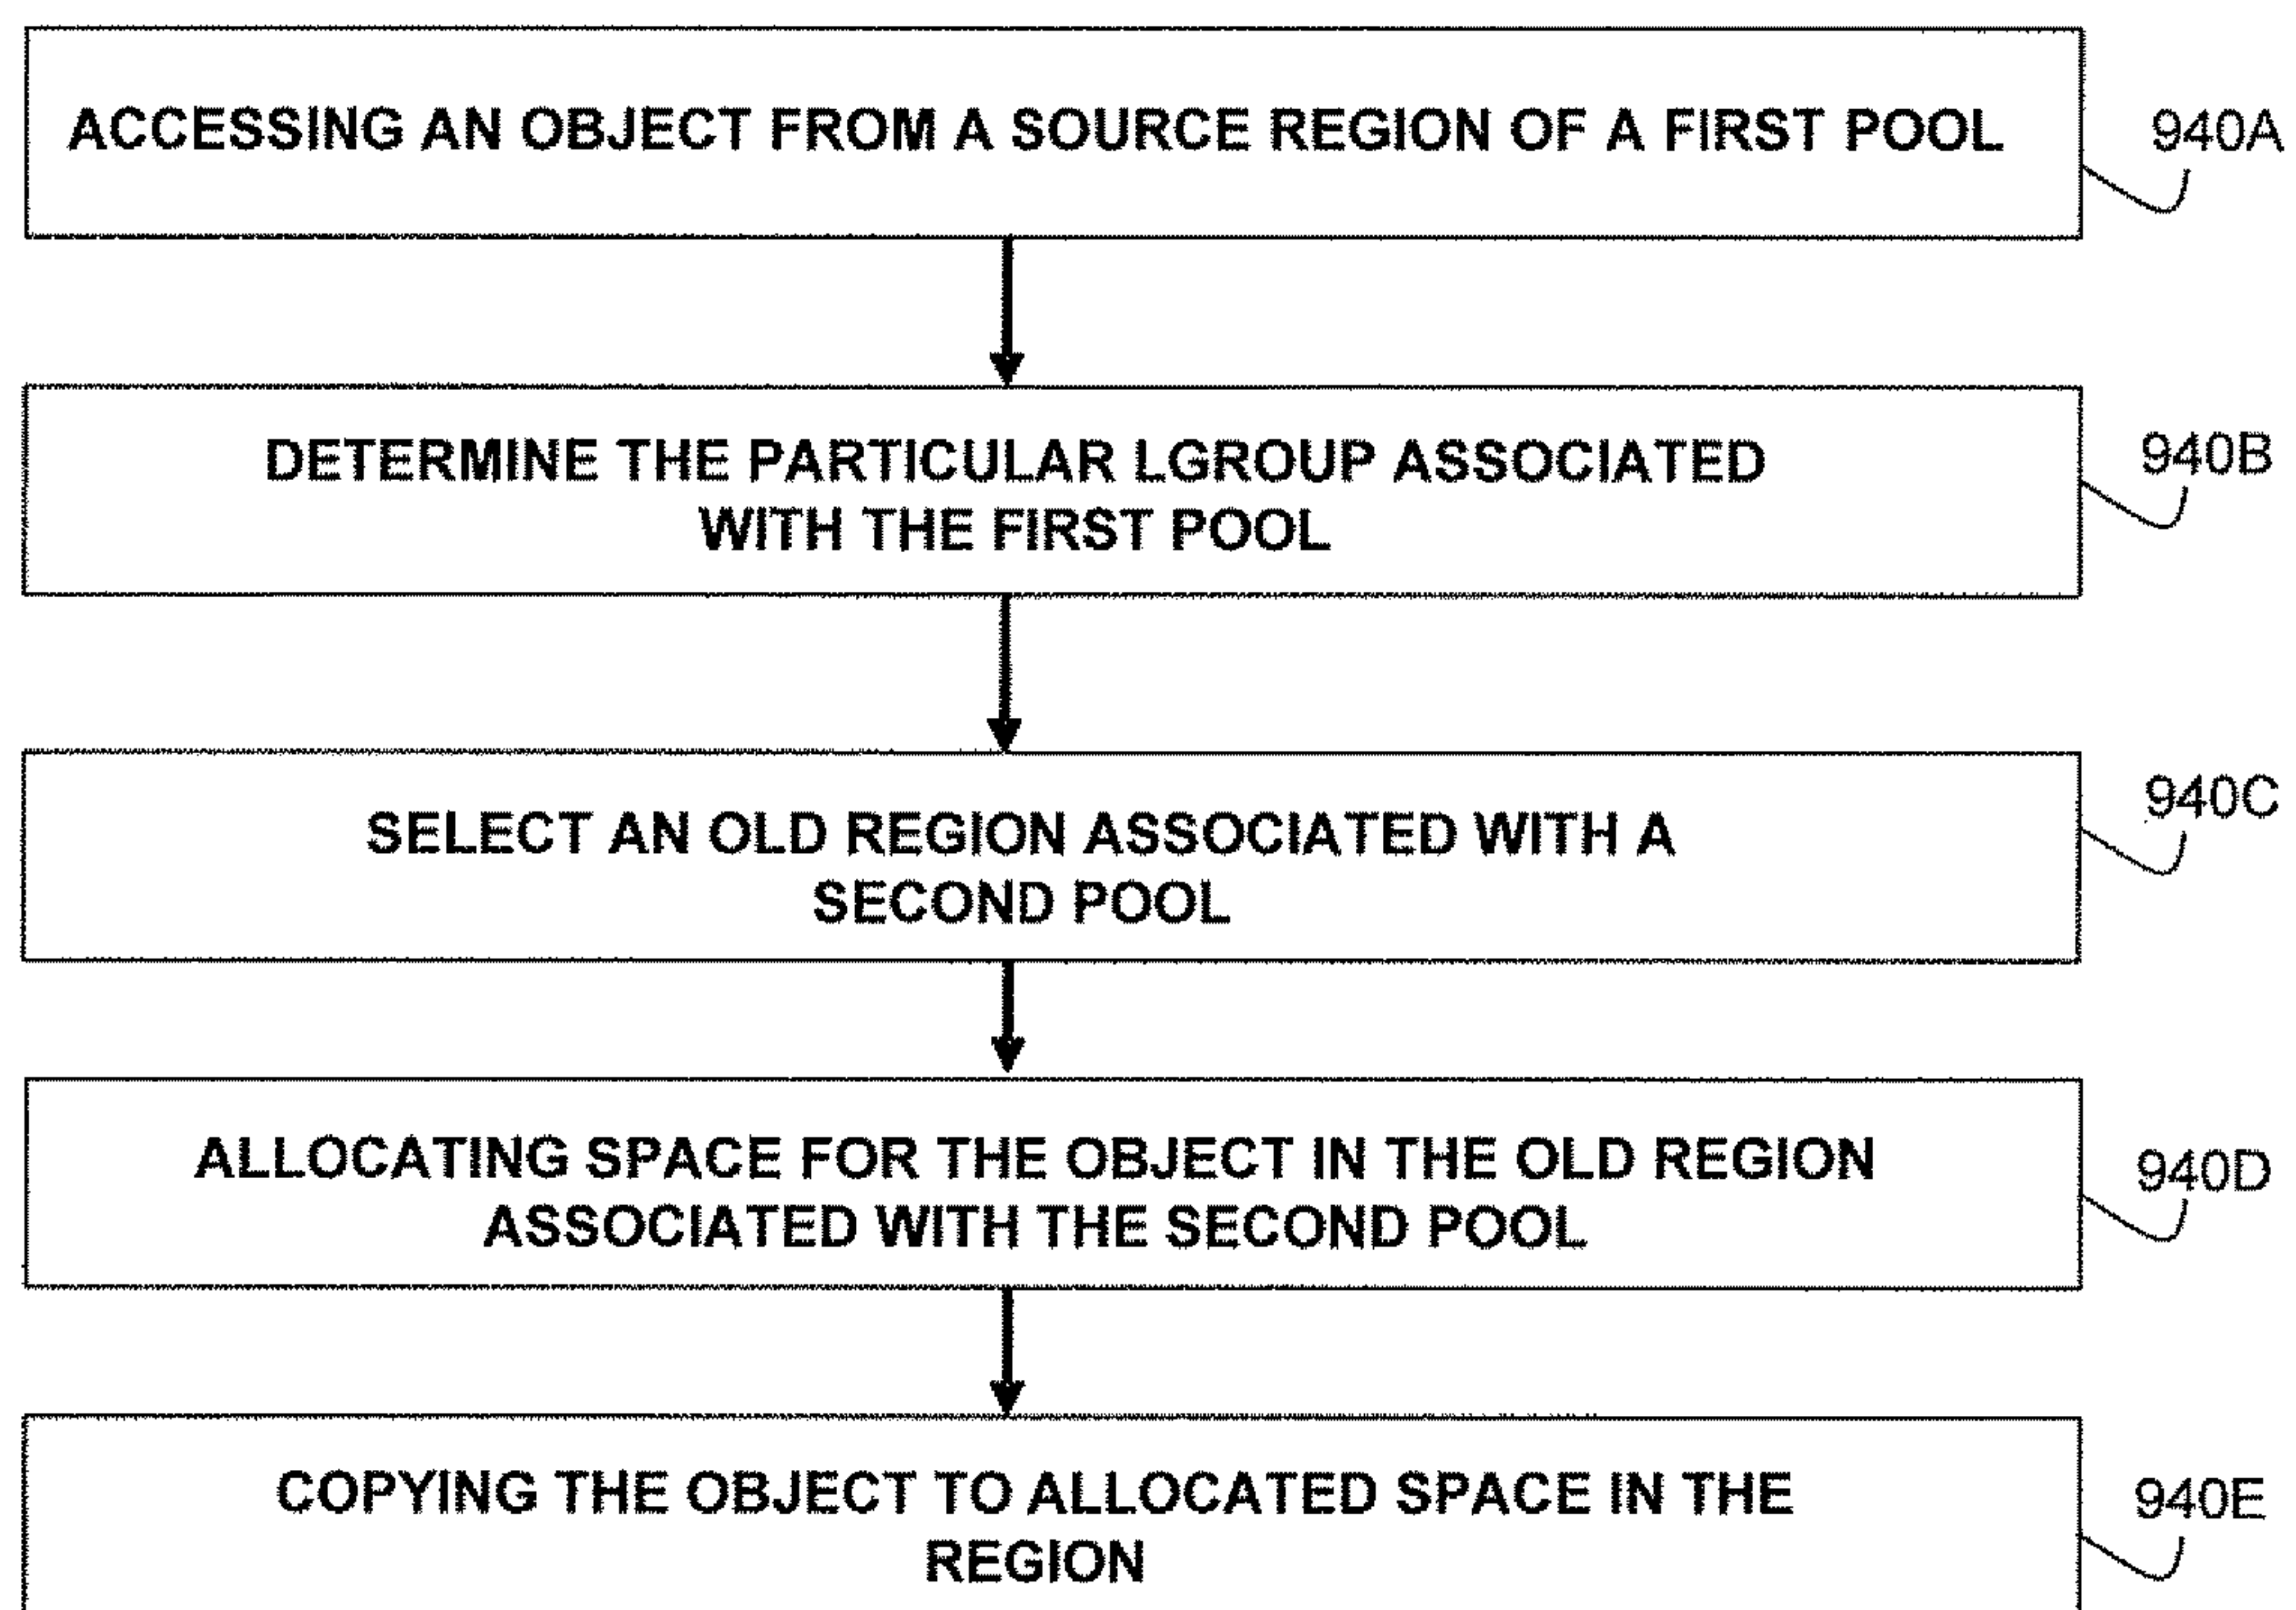 ACCESSING AN OBJECT FROM A SOURCE REGION OF A FIRST POOL
940A
DETERMINE THE PARTICULAR LGROUP ASSOCIATED
WITH THE FIRST POOL
940B
SELECT AN OLD REGION ASSOCIATED WITH A
SECOND POOL
940C
ALLOCATING SPACE FOR THE OBJECT IN THE OLD REGION
ASSOCIATED WITH THE SECOND POOL
940D
COPYING THE OBJECT TO ALLOCATED SPACE IN THE
REGION
940E